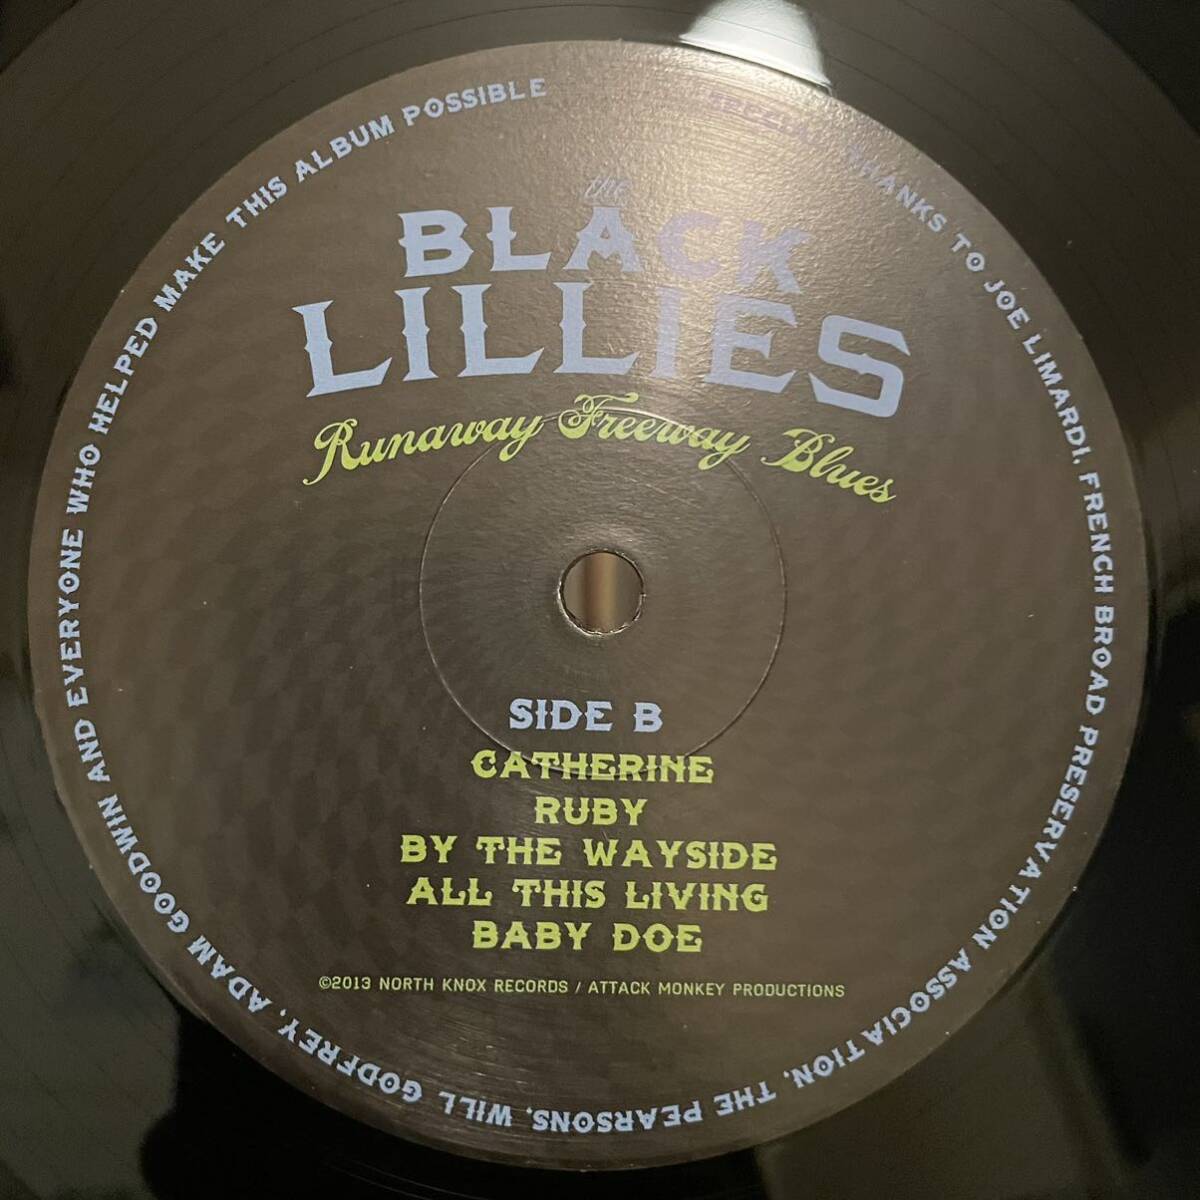 the
BLACK
LILLIES
Runaway Freeway Blues
SIDE B
CATHERINE
RUBY
BY THE WAYSIDE
ALL THIS LIVING
BABY DOE
©2013 NORTH KNOX RECORDS / ATTACK MONKEY PRODUCTIONS
SPECIAL THANKS TO JOE LIMARDI, FRENCH BROAD PRESERVATION ASSOCIATION, THE PEARSONS, WILL GODFREY, ADAM GOODWIN AND EVERYONE WHO HELPED MAKE THIS ALBUM POSSIBLE